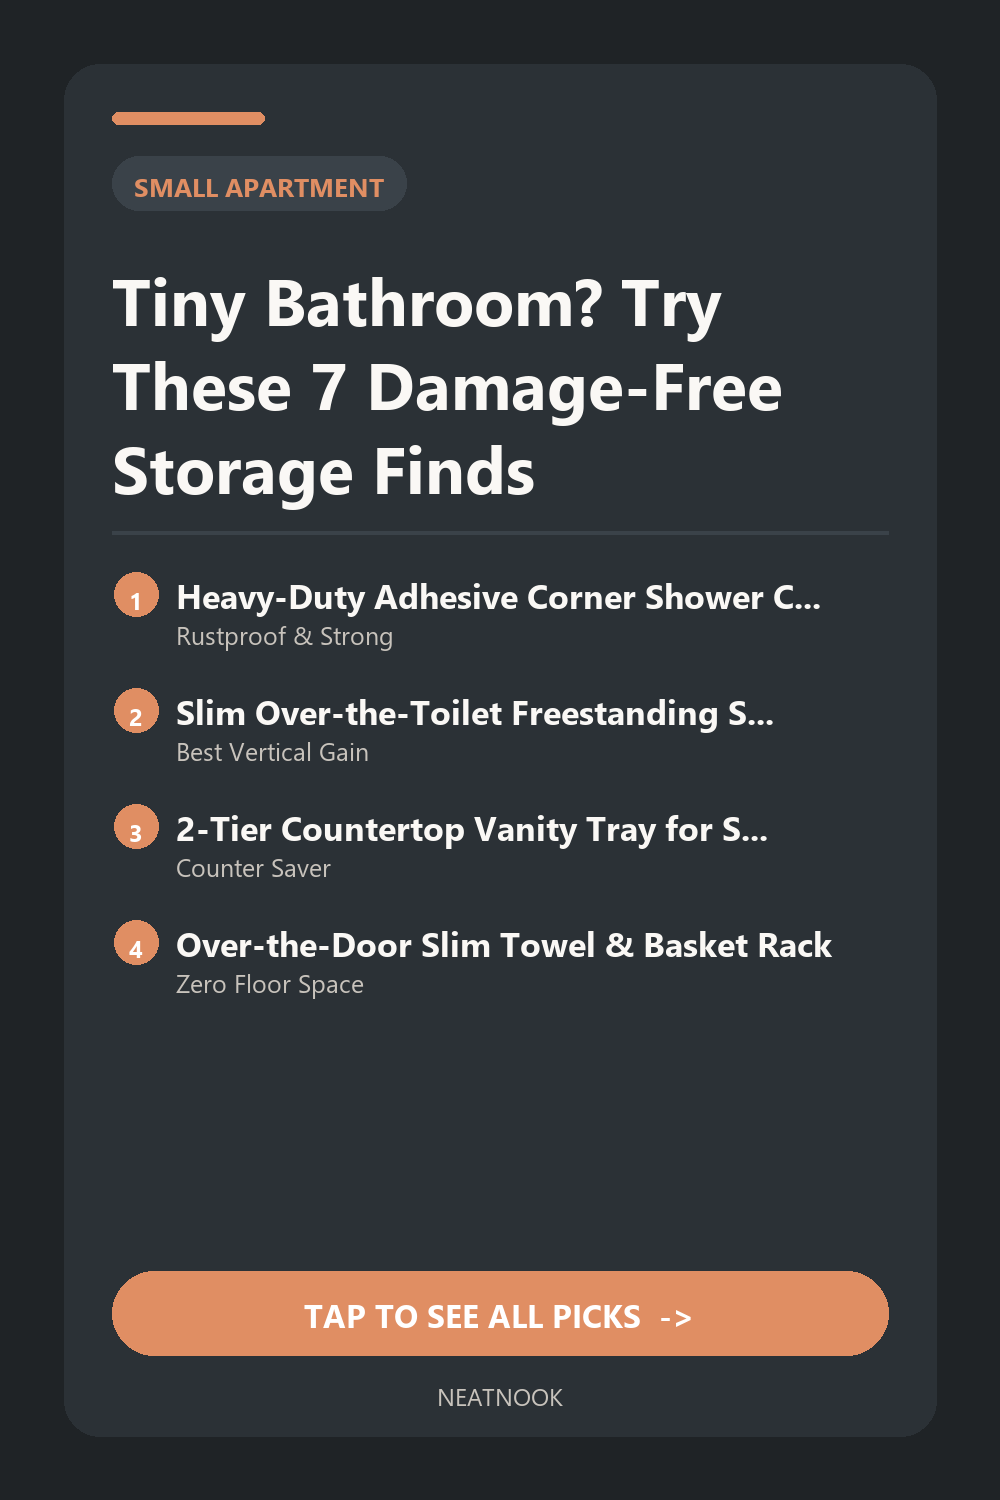 SMALL APARTMENT
Tiny Bathroom? Try
These 7 Damage-Free
Storage Finds
1 Heavy-Duty Adhesive Corner Shower C...
Rustproof & Strong
2 Slim Over-the-Toilet Freestanding S...
Best Vertical Gain
3 2-Tier Countertop Vanity Tray for S...
Counter Saver
4 Over-the-Door Slim Towel & Basket Rack
Zero Floor Space
TAP TO SEE ALL PICKS ->
NEATNOOK